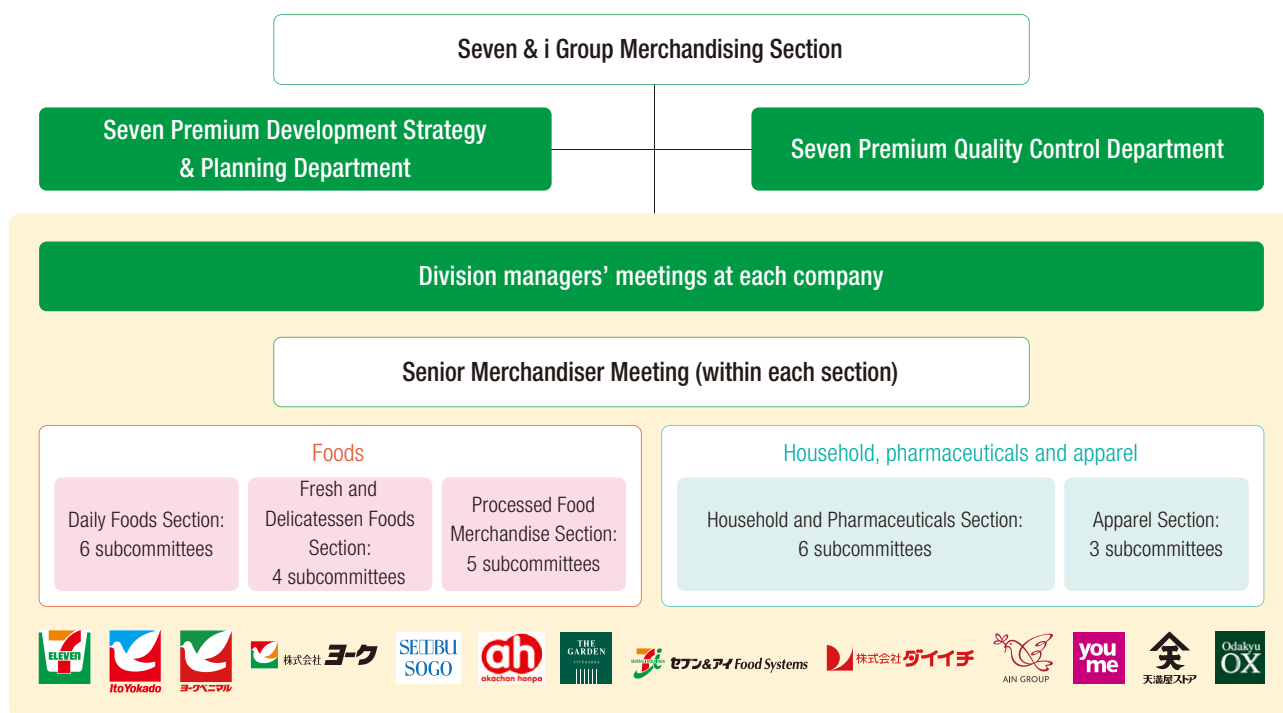 Seven & i Group Merchandising Section
Seven Premium Development Strategy
& Planning Department
Seven Premium Quality Control Department
Division managers’ meetings at each company
Senior Merchandiser Meeting (within each section)
Foods
Daily Foods Section:
6 subcommittees
Fresh and
Delicatessen Foods
Section:
4 subcommittees
Processed Food
Merchandise Section:
5 subcommittees
Household, pharmaceuticals and apparel
Household and Pharmaceuticals Section:
6 subcommittees
Apparel Section:
3 subcommittees
7 ELEVEN
ItoYokado
ヨークベニマル
株式会社 ヨーク
SEIBU
SOGO
ah
akachan honpa
THE
GARDEN
セブン&アイ Food Systems
株式会社ダイイチ
AIN GROUP
you
me
天満屋ストア
Odakyu
OX